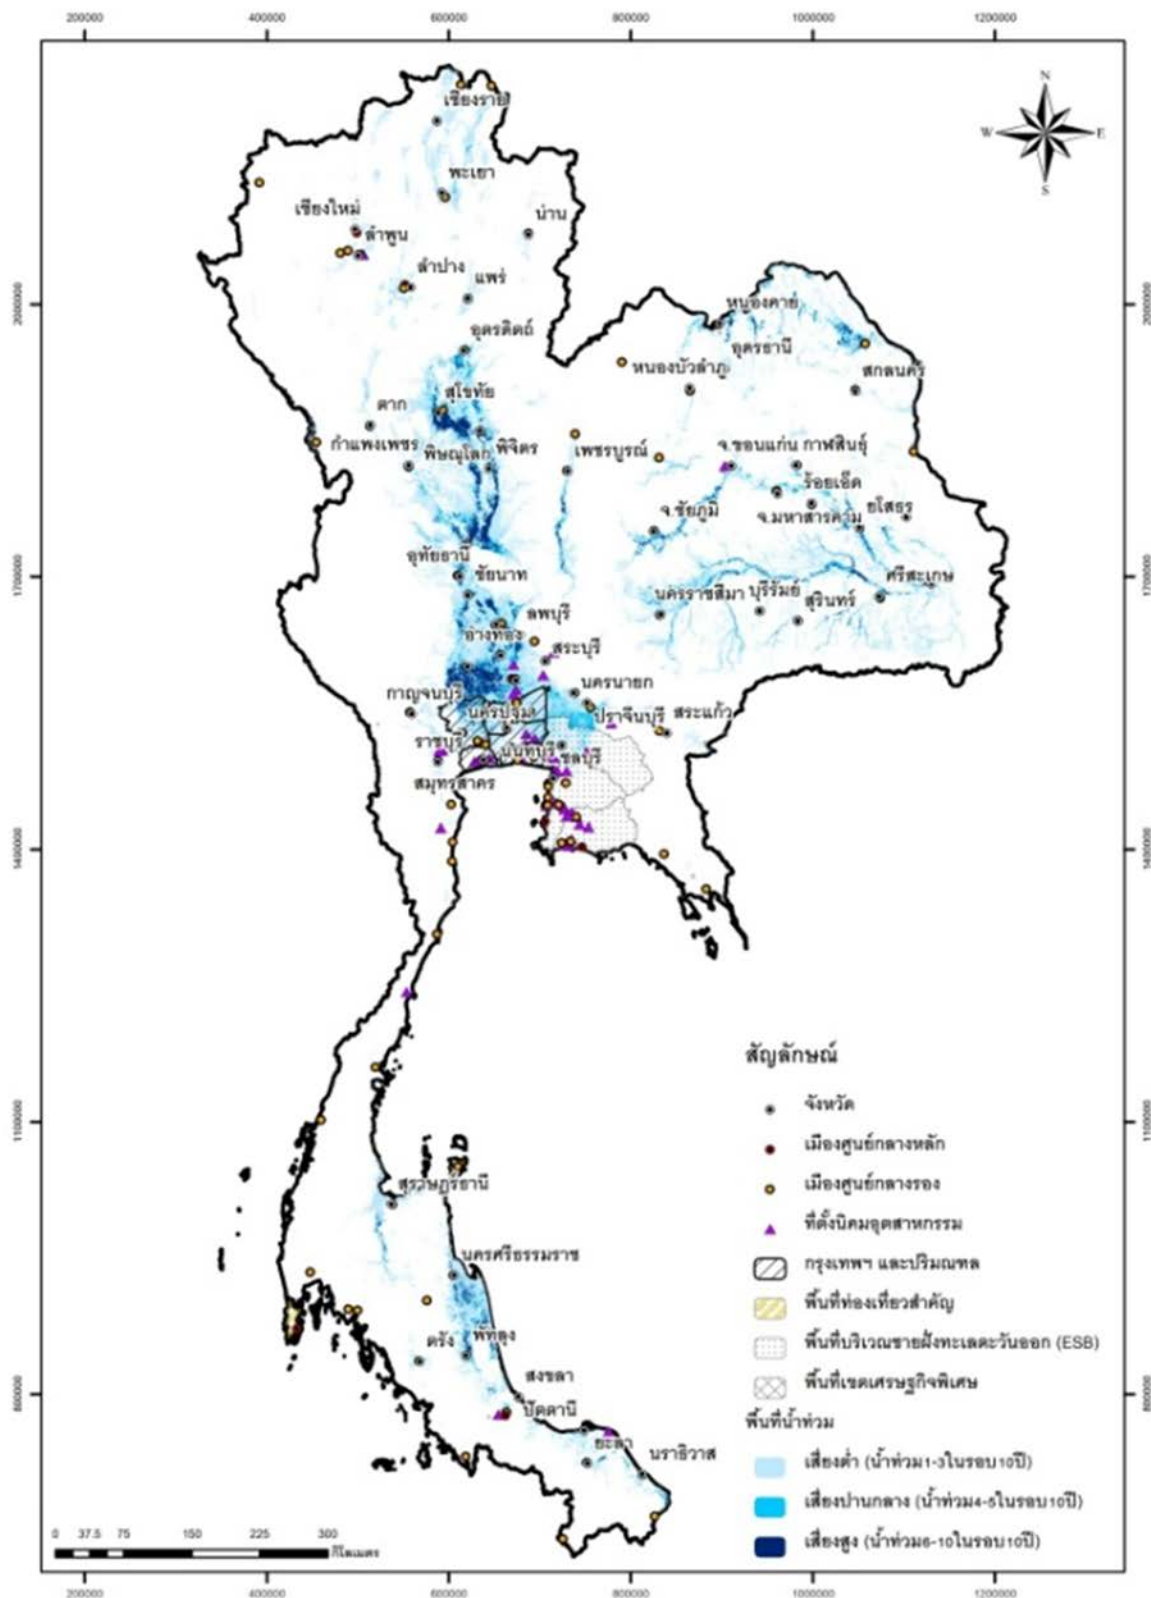 200000 400000 600000 800000 1000000 1200000
N
W E
S
เชียงราย
พะเยา
เชียงใหม่
น่าน
ลำพูน
ลำปาง
แพร่
2000000 2000000
หนองคาย
อุตรดิตถ์
อุดรธานี
หนองบัวลำภู
สกลนคร
สุโขทัย
ตาก
กำแพงเพชร
พิษณุโลก
พิจิตร
เพชรบูรณ์
จ.ขอนแก่น กาฬสินธุ์
ร้อยเอ็ด
จ.ชัยภูมิ
จ.มหาสารคาม
ยโสธร
อุทัยธานี
ชัยนาท
1700000 1700000
ศรีสะเกษ
นครราชสีมา
บุรีรัมย์
สุรินทร์
ลพบุรี
อ่างทอง
สระบุรี
นครนายก
กาญจนบุรี
นครปฐม
ปราจีนบุรี
สระแก้ว
ราชบุรี
นนทบุรี
ชลบุรี
สมุทรสาคร
1400000 1400000
สัญลักษณ์
จังหวัด
1100000 1100000
เมืองศูนย์กลางหลัก
เมืองศูนย์กลางรอง
สุราษฎร์ธานี
ที่ตั้งนิคมอุตสาหกรรม
นครศรีธรรมราช
กรุงเทพฯ และปริมณฑล
พื้นที่ท่องเที่ยวสำคัญ
ตรัง
พัทลุง
พื้นที่บริเวณชายฝั่งทะเลตะวันออก (ESB)
สงขลา
พื้นที่เขตเศรษฐกิจพิเศษ
800000 800000
ปัตตานี
พื้นที่น้ำท่วม
ยะลา
นราธิวาส
เสี่ยงต่ำ (น้ำท่วม1-3ในรอบ10ปี)
เสี่ยงปานกลาง (น้ำท่วม4-5ในรอบ10ปี)
เสี่ยงสูง (น้ำท่วม6-10ในรอบ10ปี)
0 37.5 75 150 225 300
กิโลเมตร
200000 400000 600000 800000 1000000 1200000